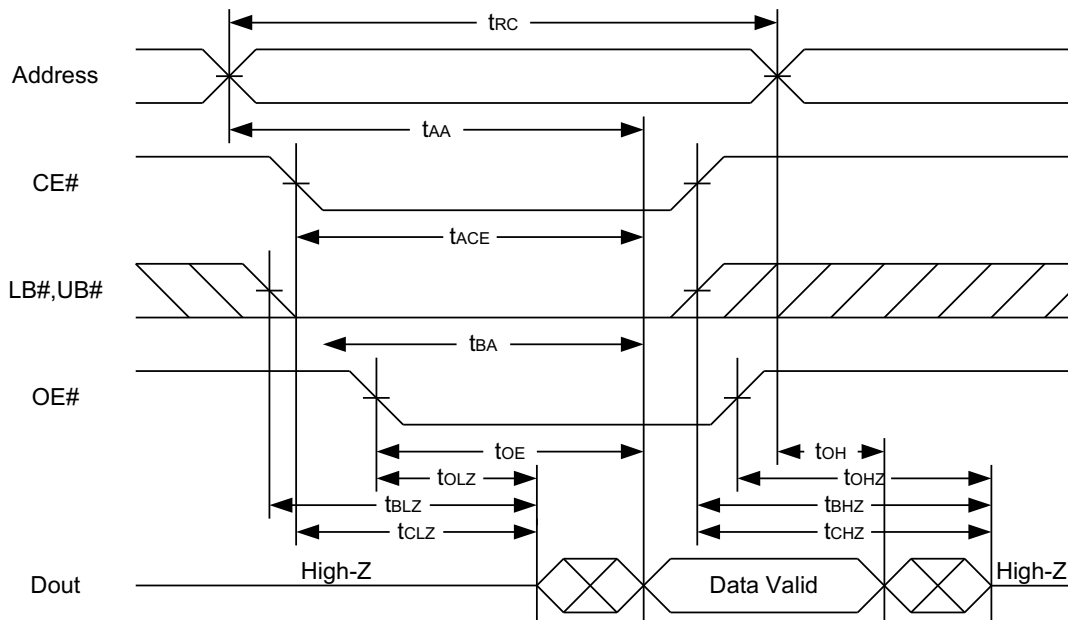 tRC
Address
tAA
CE#
tACE
LB#,UB#
tBA
OE#
tOE
tOH
tOLZ
tOHZ
tBLZ
tBHZ
tCLZ
tCHZ
Dout
High-Z
Data Valid
High-Z